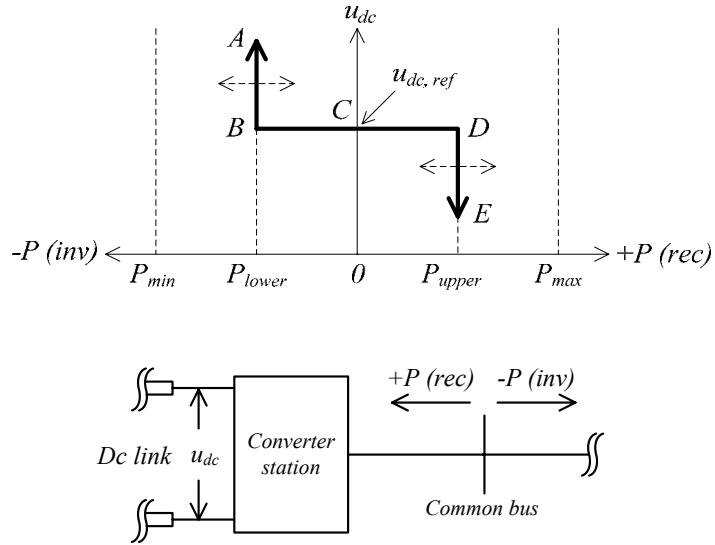 u_dc
A
u_dc, ref
C
B
D
E
-P (inv)
+P (rec)
P_min
P_lower
0
P_upper
P_max
+P (rec)
-P (inv)
Dc link
u_dc
Converter
station
Common bus